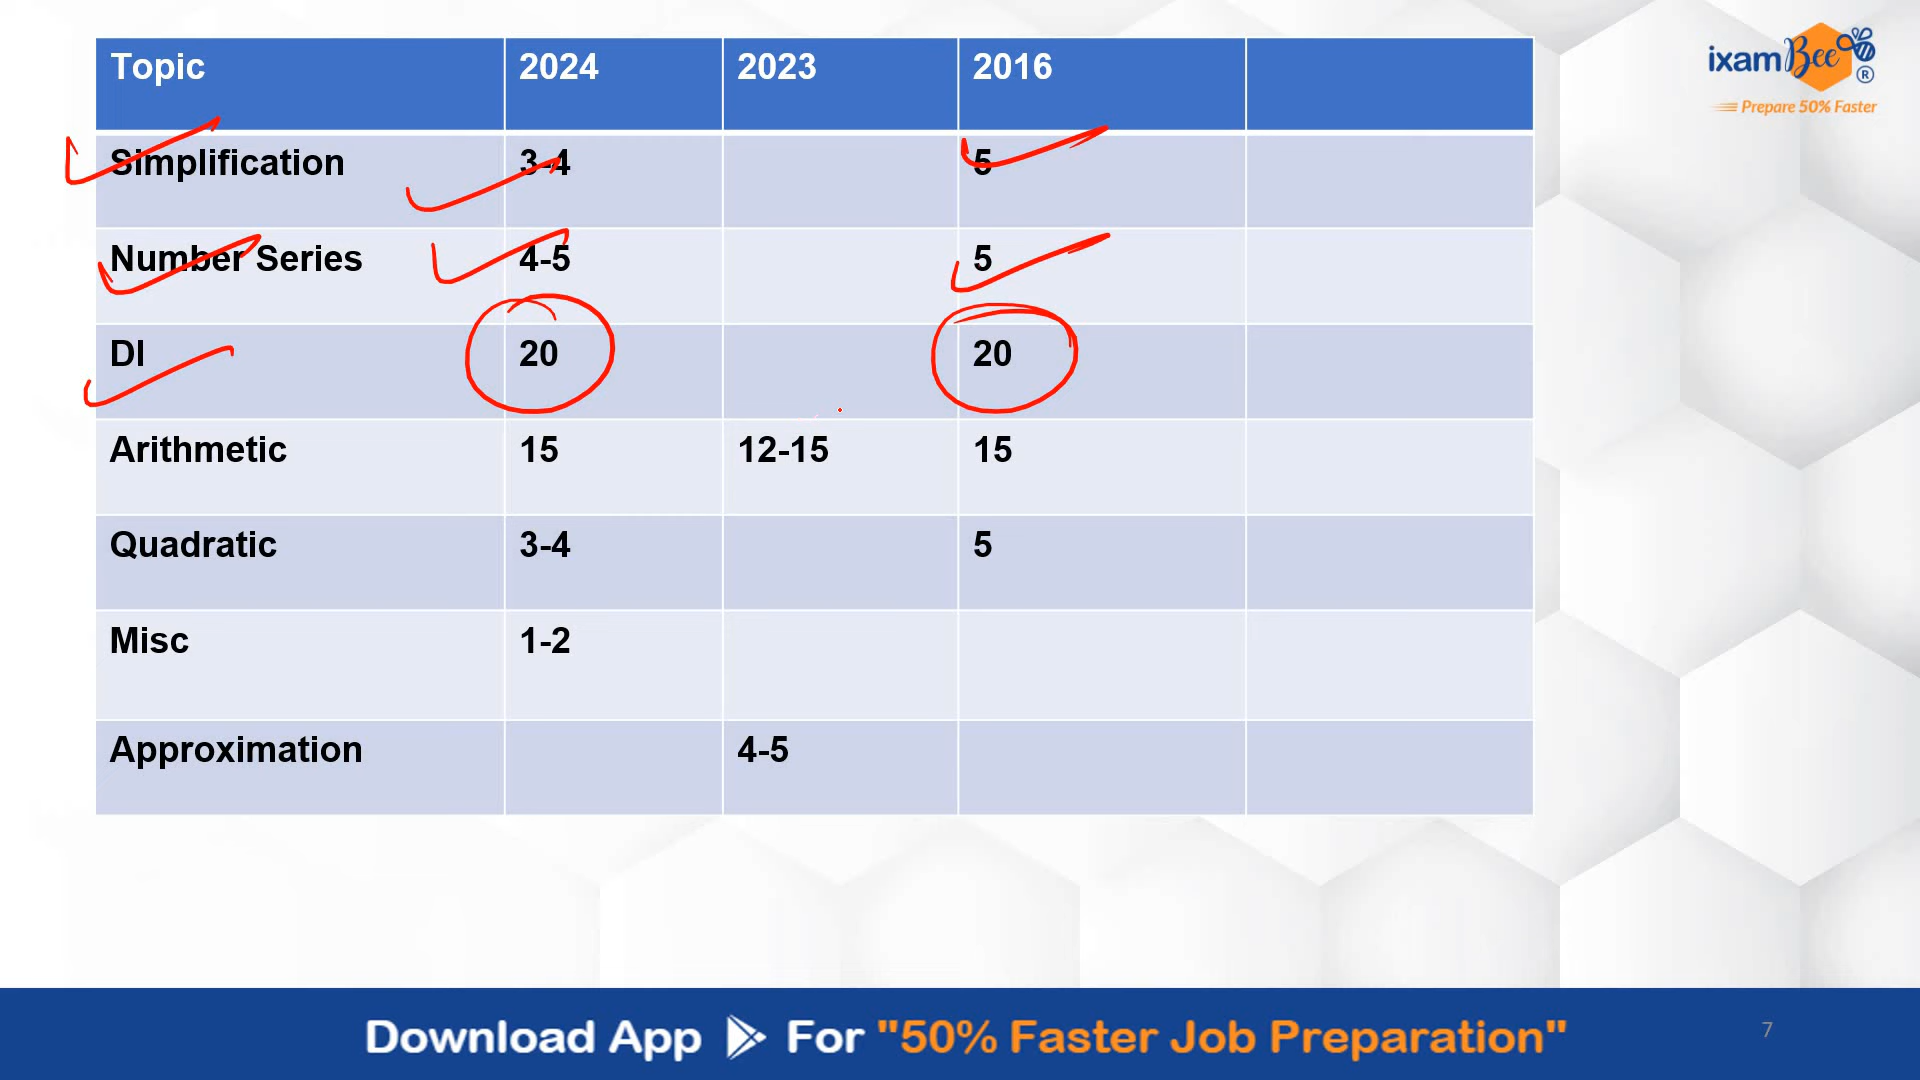 ixamBee ®
Prepare 50% Faster
Topic 2024 2023 2016
Simplification 3-4 5
Number Series 4-5 5
DI 20 20
Arithmetic 15 12-15 15
Quadratic 3-4 5
Misc 1-2
Approximation 4-5
Download App For "50% Faster Job Preparation"
7